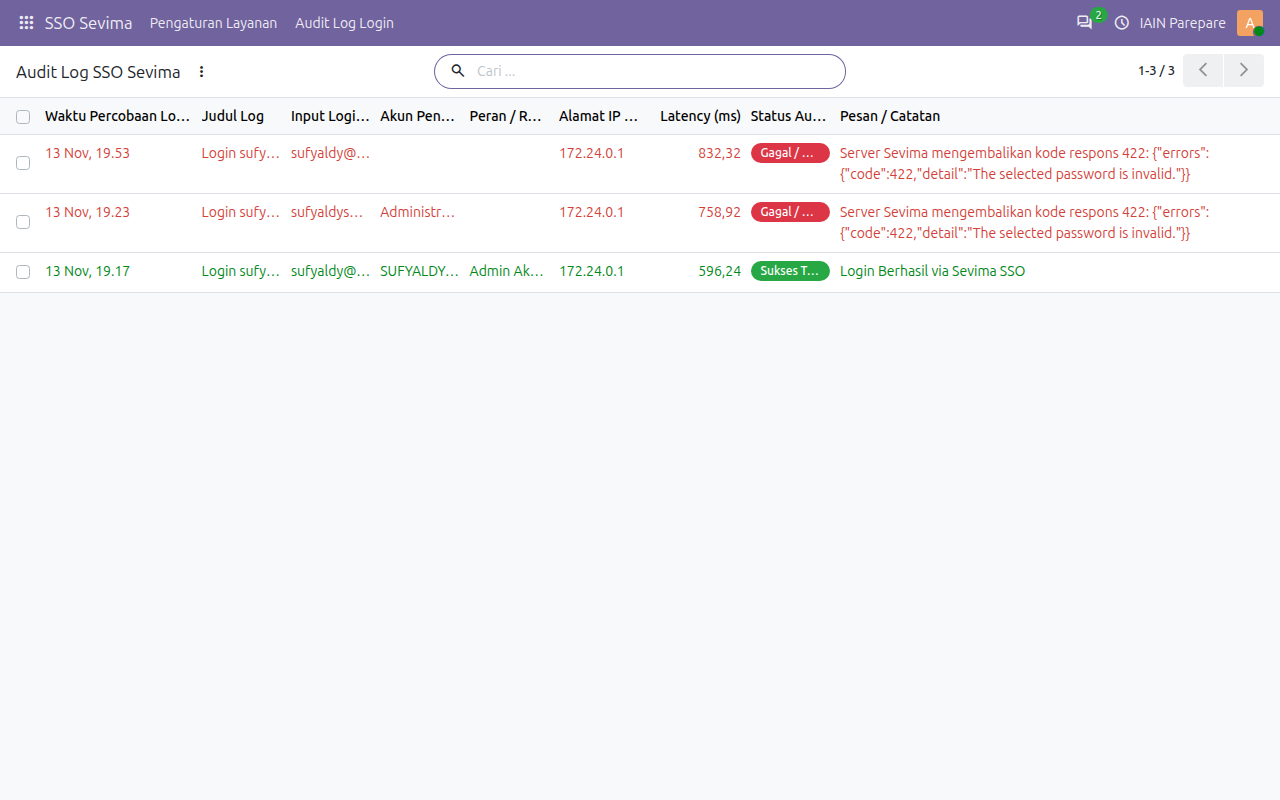 SSO Sevima Pengaturan Layanan Audit Log Login 2 IAIN Parepare A
Audit Log SSO Sevima Cari ... 1-3 / 3
Waktu Percobaan Lo... Judul Log Input Logi... Akun Pen... Peran / R... Alamat IP ... Latency (ms) Status Au... Pesan / Catatan
13 Nov, 19.53 Login sufy... sufyaldy@... 172.24.0.1 832,32 Gagal / ... Server Sevima mengembalikan kode respons 422: {"errors":
{"code":422,"detail":"The selected password is invalid."}}
13 Nov, 19.23 Login sufy... sufyaldys... Administr... 172.24.0.1 758,92 Gagal / ... Server Sevima mengembalikan kode respons 422: {"errors":
{"code":422,"detail":"The selected password is invalid."}}
13 Nov, 19.17 Login sufy... sufyaldy@... SUFYALDY... Admin Ak... 172.24.0.1 596,24 Sukses T... Login Berhasil via Sevima SSO